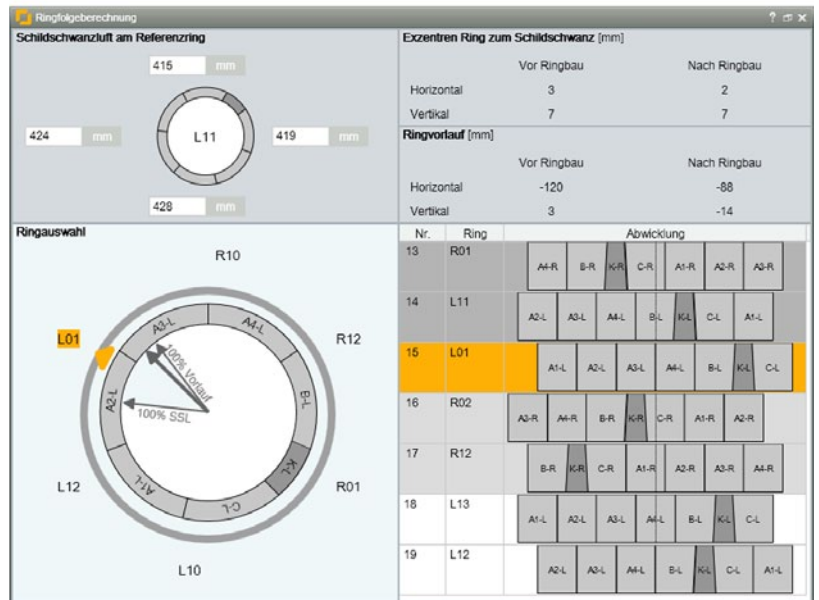 Ringfolgeberechnung
Schildschwanzluft am Referenzring
415 mm
424 mm
L11
419 mm
428 mm
Exzentren Ring zum Schildschwanz [mm]
Vor Ringbau Nach Ringbau
Horizontal 3 2
Vertikal 7 7
Ringvorlauf [mm]
Vor Ringbau Nach Ringbau
Horizontal -120 -88
Vertikal 3 -14
Ringauswahl
R10
L01
R12
A3-L
A4-L
A2-L
B-L
100% Vorlauf
100% SSL
A1-L
K-L
C-L
L12
R01
L10
Nr. Ring Abwicklung
13 R01 A4-R B-R K-R C-R A1-R A2-R A3-R
14 L11 A2-L A3-L A4-L B-L K-L C-L A1-L
15 L01 A1-L A2-L A3-L A4-L B-L K-L C-L
16 R02 A3-R A4-R B-R K-R C-R A1-R A2-R
17 R12 B-R K-R C-R A1-R A2-R A3-R A4-R
18 L13 A1-L A2-L A3-L A4-L B-L K-L C-L
19 L12 A2-L A3-L A4-L B-L K-L C-L A1-L